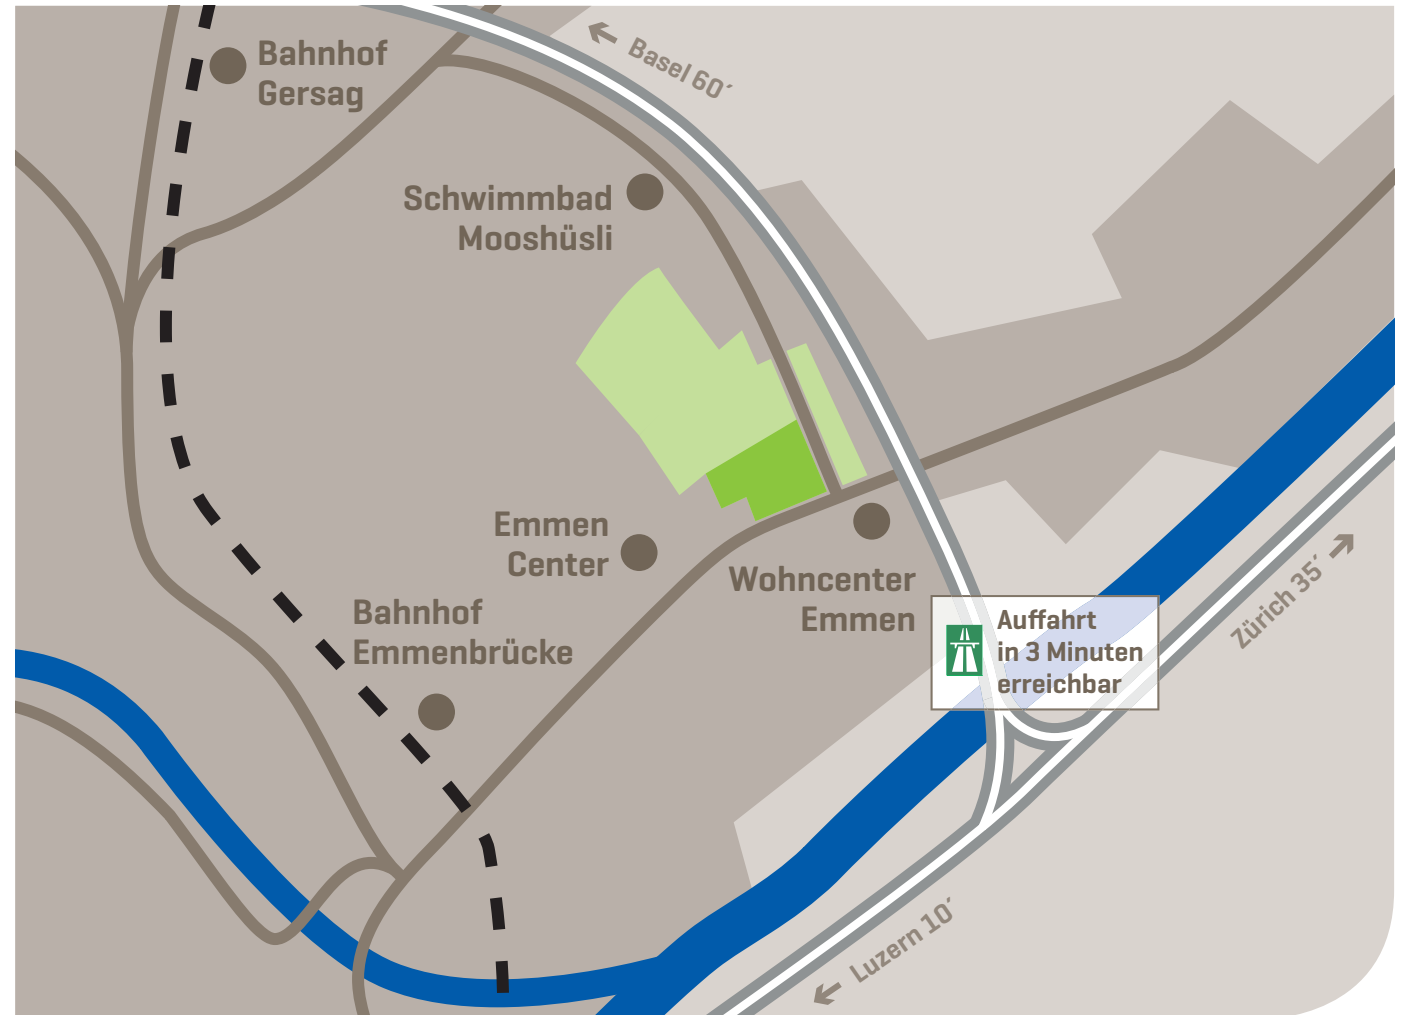 Bahnhof
Gersag
Basel 60´
Schwimmbad
Mooshüsli
Emmen
Center
Wohncenter
Emmen
Bahnhof
Emmenbrücke
Auffahrt
in 3 Minuten
erreichbar
Zürich 35´
Luzern 10´